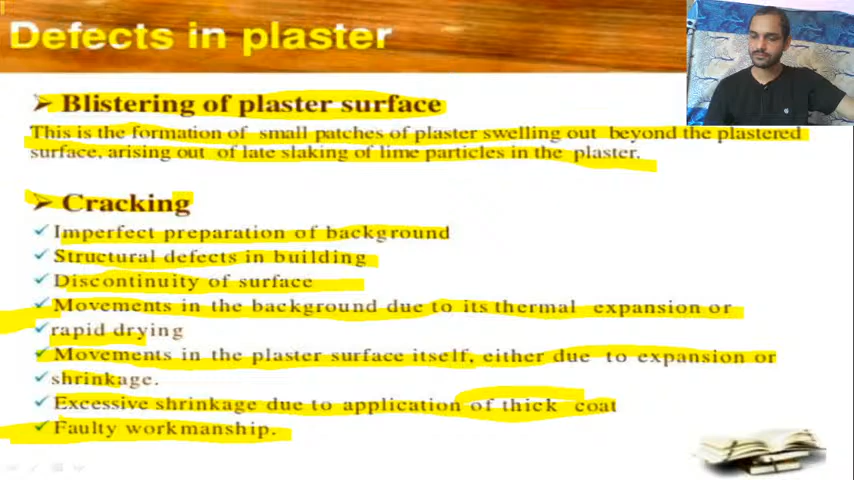 Defects in plaster
Blistering of plaster surface
This is the formation of small patches of plaster swelling out beyond the plastered
surface, arising out of late slaking of lime particles in the plaster.
Cracking
Imperfect preparation of background
Structural defects in building
Discontinuity of surface
Movements in the background due to its thermal expansion or
rapid drying
Movements in the plaster surface itself, either due to expansion or
shrinkage.
Excessive shrinkage due to application of thick coat
Faulty workmanship.